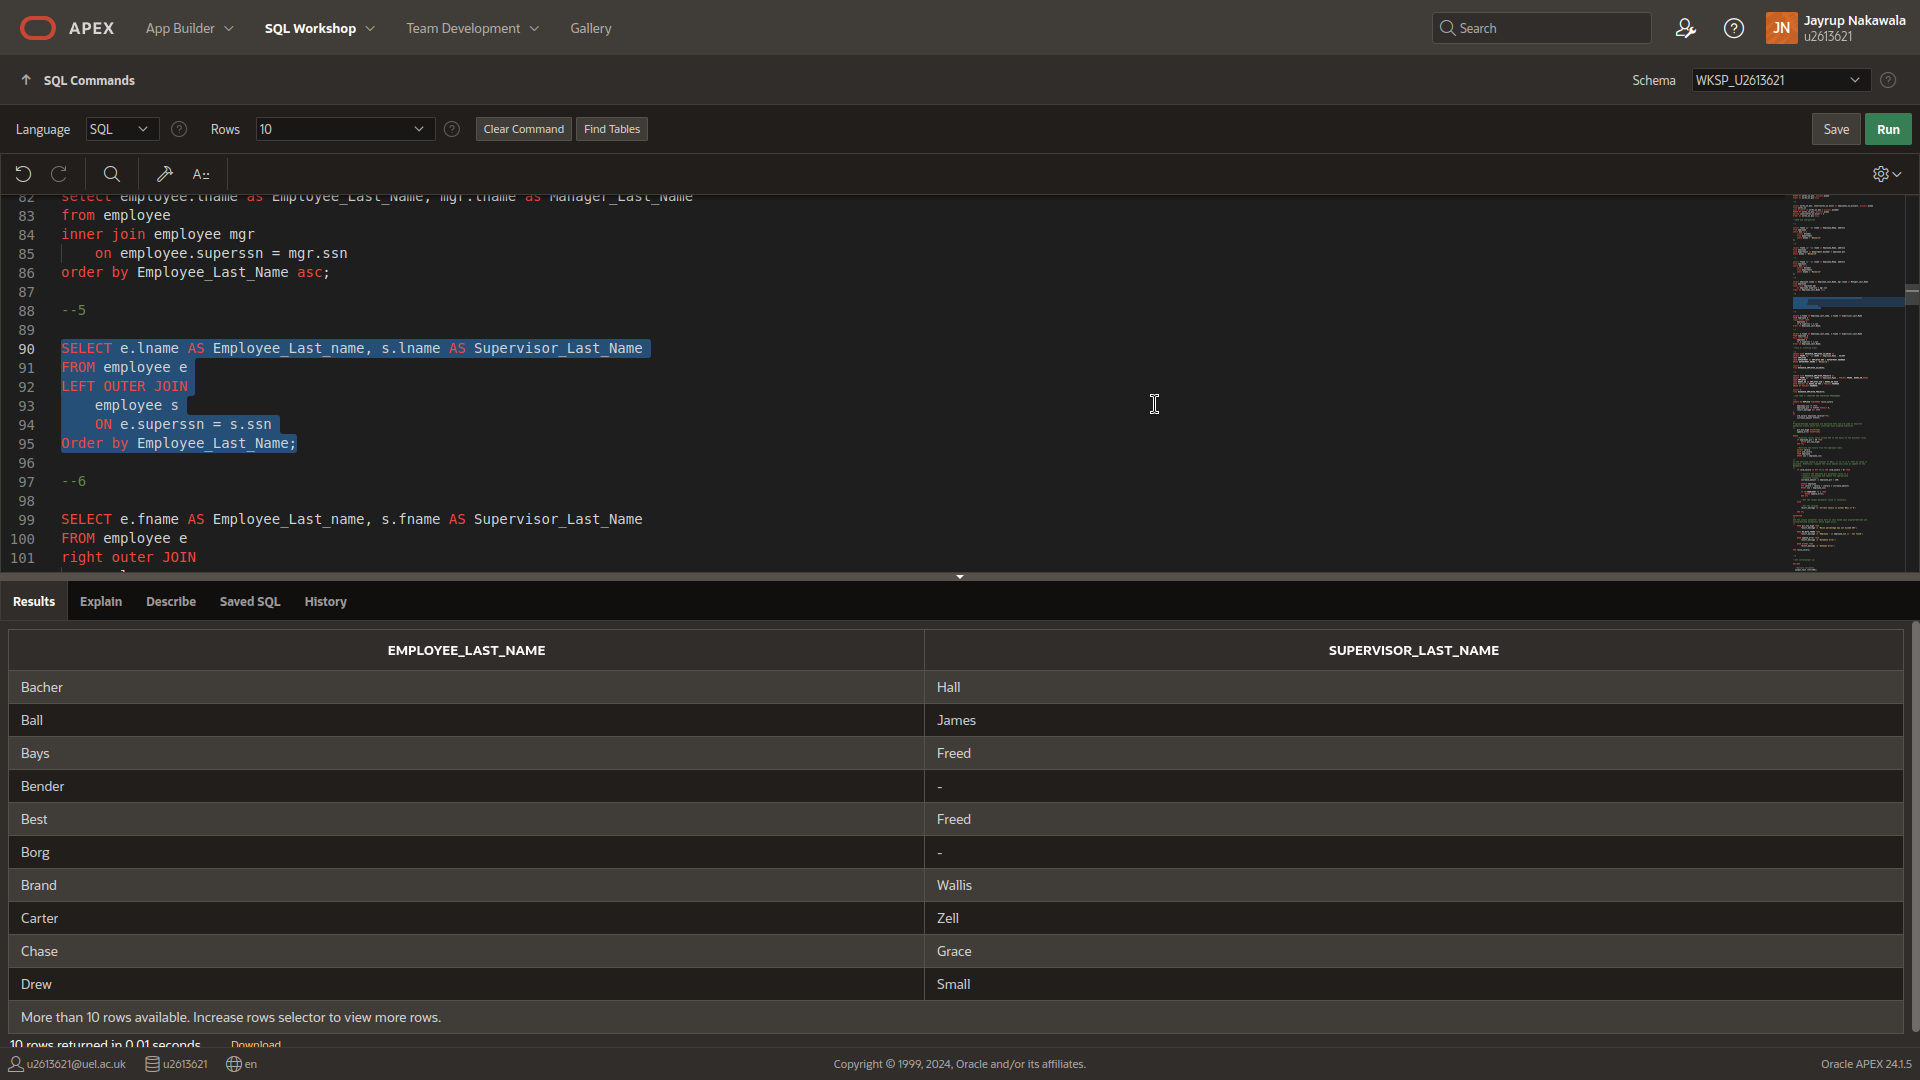 APEX App Builder SQL Workshop Team Development Gallery Search JN Jayrup Nakawala
u2613621
SQL Commands Schema WKSP_U2613621
Language SQL Rows 10 Clear Command Find Tables Save Run
82 select employee.lname as Employee_Last_Name, mgr.lname as Manager_Last_Name
83 from employee
84 inner join employee mgr
85 on employee.superssn = mgr.ssn
86 order by Employee_Last_Name asc;
87
88 --5
89
90 SELECT e.lname AS Employee_Last_name, s.lname AS Supervisor_Last_Name
91 FROM employee e
92 LEFT OUTER JOIN
93 employee s
94 ON e.superssn = s.ssn
95 Order by Employee_Last_Name;
96
97 --6
98
99 SELECT e.fname AS Employee_Last_name, s.fname AS Supervisor_Last_Name
100 FROM employee e
101 right outer JOIN
Results Explain Describe Saved SQL History
EMPLOYEE_LAST_NAME SUPERVISOR_LAST_NAME
Bacher Hall
Ball James
Bays Freed
Bender -
Best Freed
Borg -
Brand Wallis
Carter Zell
Chase Grace
Drew Small
More than 10 rows available. Increase rows selector to view more rows.
10 rows returned in 0.01 seconds Download
u2613621@uel.ac.uk u2613621 en Copyright © 1999, 2024, Oracle and/or its affiliates. Oracle APEX 24.1.5